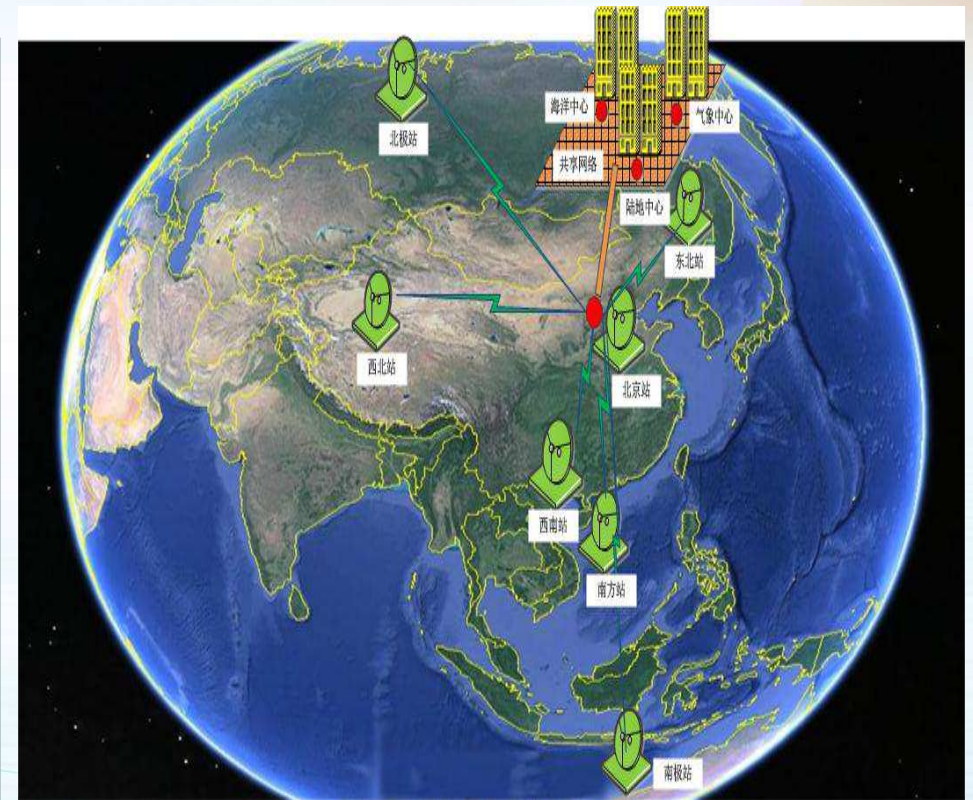 海洋中心
气象中心
北极站
共享网络
陆地中心
东北站
西北站
北京站
西南站
南方站
南极站